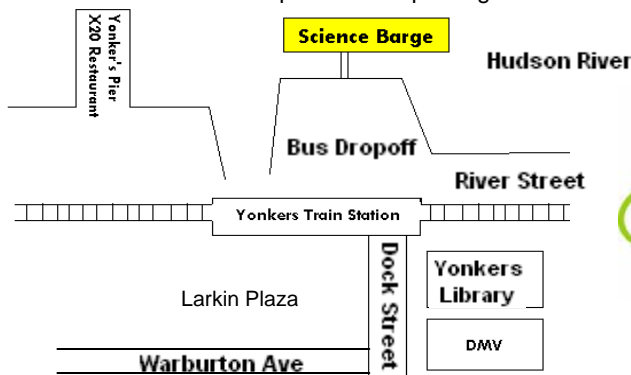 Yonker's Pier
X20 Restaurant
Science Barge
Hudson River
Bus Dropoff
River Street
Yonkers Train Station
Dock Street
Yonkers
Library
Larkin Plaza
DMV
Warburton Ave